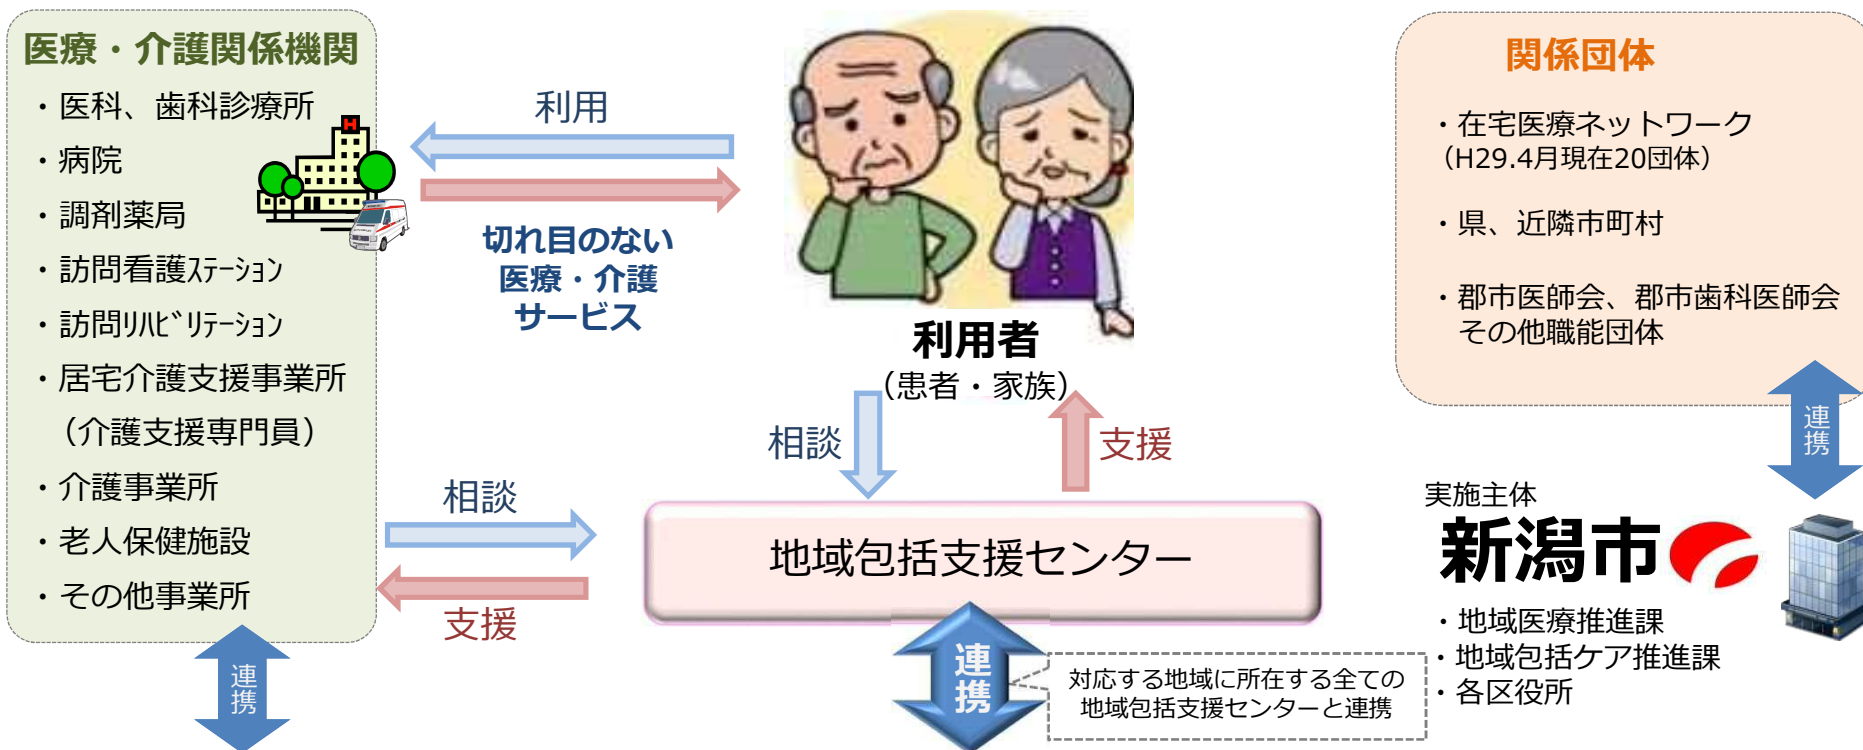 医療・介護関係機関
・医科、歯科診療所
・病院
・調剤薬局
・訪問看護ｽﾃｰｼｮﾝ
・訪問ﾘﾊﾋﾞﾘﾃｰｼｮﾝ
・居宅介護支援事業所
（介護支援専門員）
・介護事業所
・老人保健施設
・その他事業所
連携
利用
切れ目のない
医療・介護
サービス
H
利用者
（患者・家族）
相談
支援
相談
支援
地域包括支援センター
連携
対応する地域に所在する全ての
地域包括支援センターと連携
関係団体
・在宅医療ネットワーク
（H29.4月現在20団体）
・県、近隣市町村
・郡市医師会、郡市歯科医師会
その他職能団体
連携
実施主体
新潟市
・地域医療推進課
・地域包括ケア推進課
・各区役所